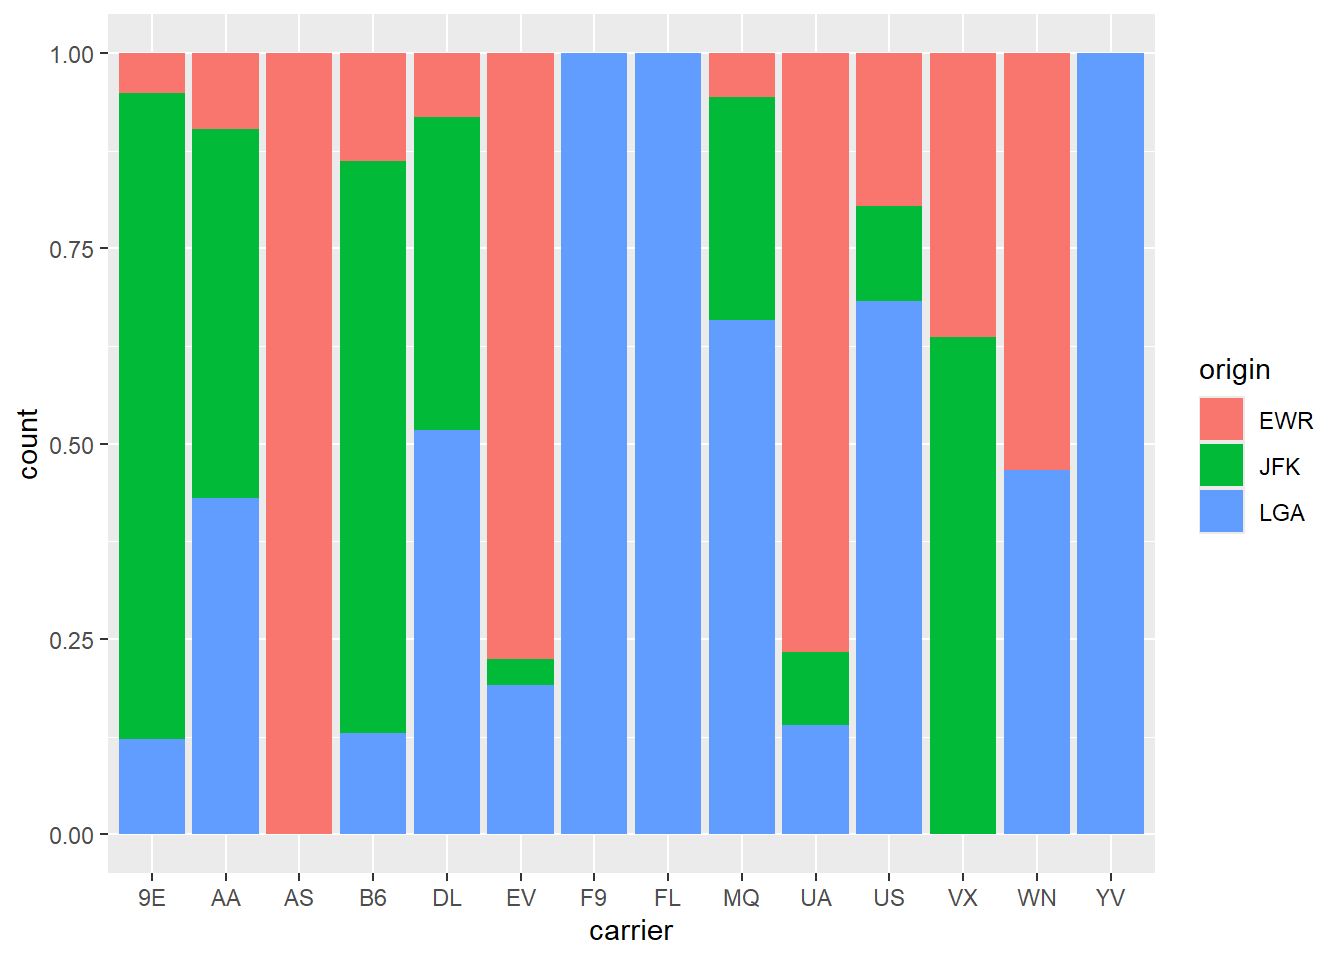 1.00
0.75
0.50
0.25
0.00
count
9E AA AS B6 DL EV F9 FL MQ UA US VX WN YV
carrier
origin
EWR
JFK
LGA